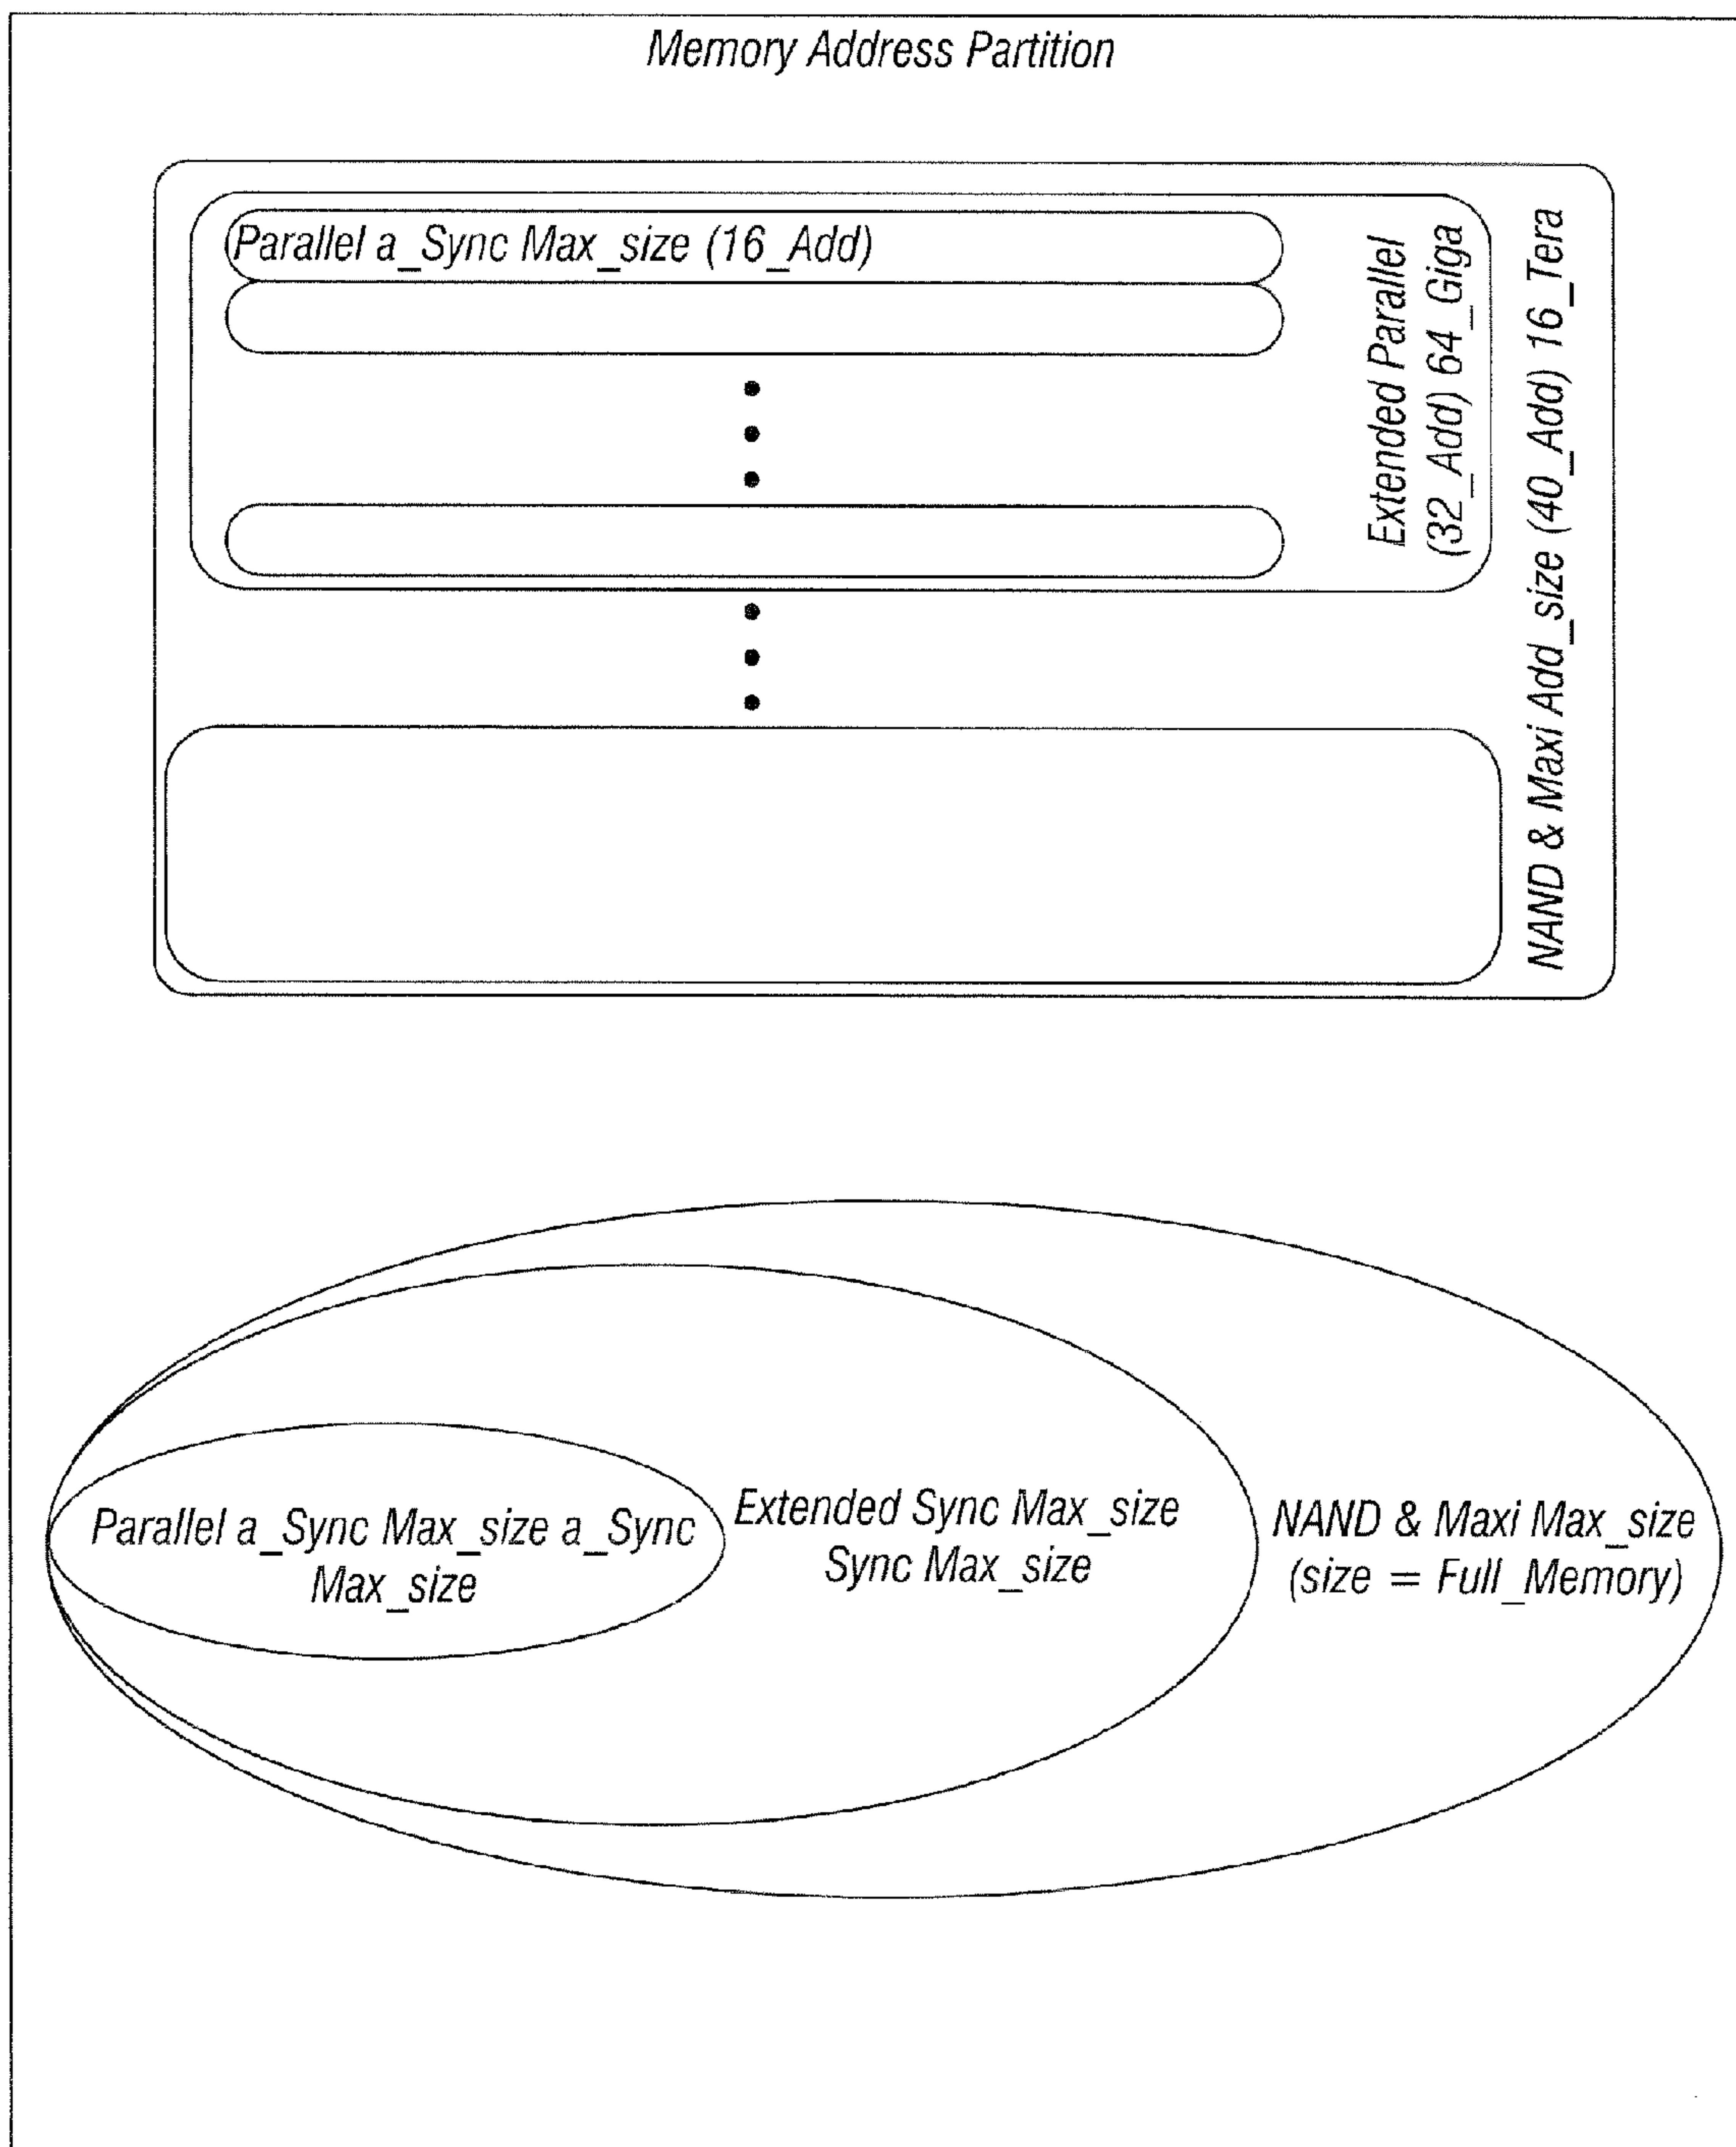 Memory Address Partition
Parallel a_Sync Max_size (16_Add)
Extended Parallel
(32_Add) 64_Giga
NAND & Maxi Add_size (40_Add) 16_Tera
Parallel a_Sync Max_size a_Sync
Max_size
Extended Sync Max_size
Sync Max_size
NAND & Maxi Max_size
(size = Full_Memory)